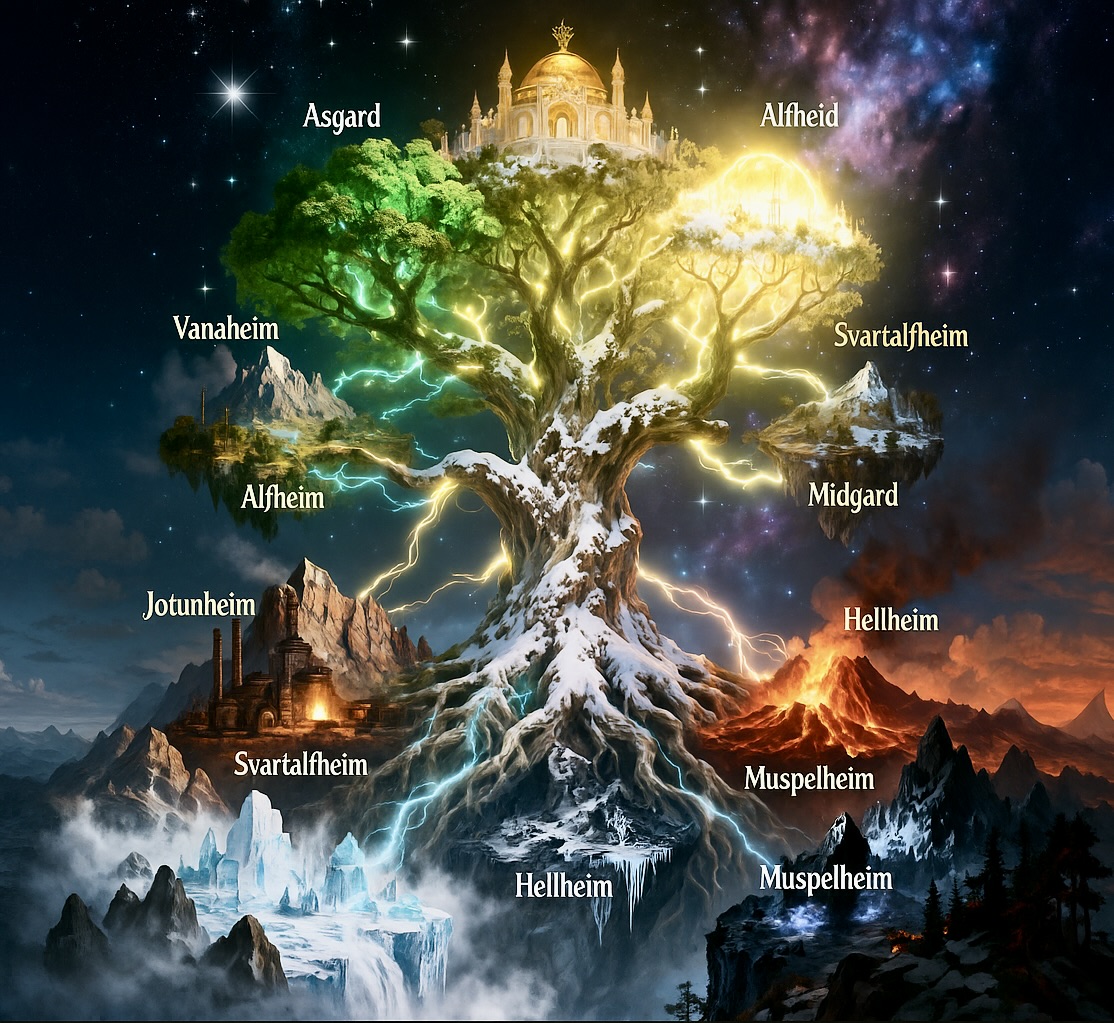 Asgard
Alfheid
Vanaheim
Svartalfheim
Alfheim
Midgard
Jotunheim
Hellheim
Svartalfheim
Muspelheim
Hellheim
Muspelheim